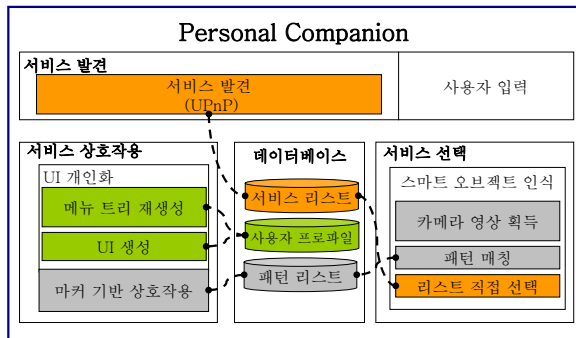 Personal Companion
서비스 발견
서비스 발견
(UPnP)
사용자 입력
서비스 상호작용
UI 개인화
메뉴 트리 재생성
UI 생성
마커 기반 상호작용
데이터베이스
서비스 리스트
사용자 프로파일
패턴 리스트
서비스 선택
스마트 오브젝트 인식
카메라 영상 획득
패턴 매칭
리스트 직접 선택